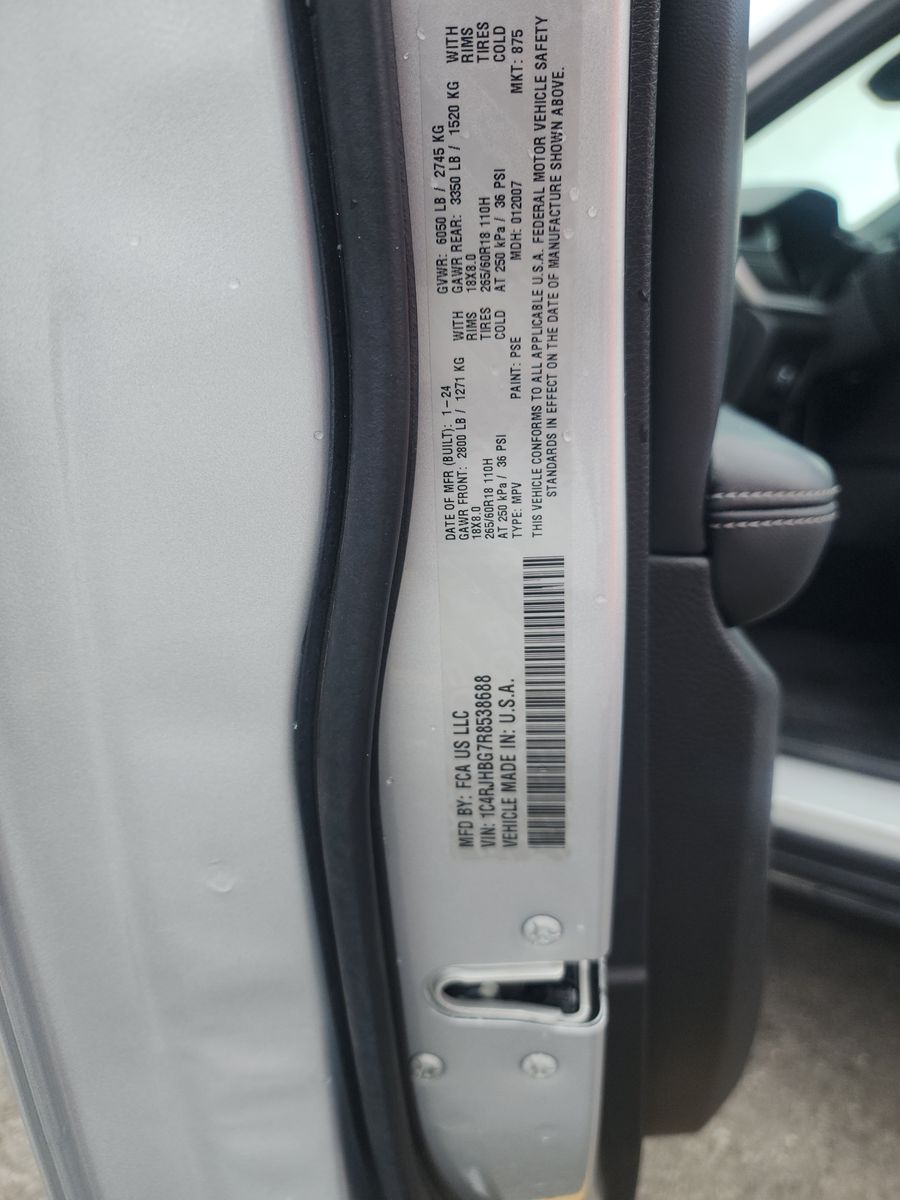 MFD BY: FCA US LLC
VIN: 1C4RJHBG7R8538688
VEHICLE MADE IN: U.S.A.
DATE OF MFR (BUILT): 1-24
GVWR: 6050 LB / 2745 KG
GAWR FRONT: 2800 LB / 1271 KG WITH
GAWR REAR: 3350 LB / 1520 KG WITH
18X8.0 RIMS
18X8.0 RIMS
265/60R18 110H TIRES
265/60R18 110H TIRES
AT 250 kPa / 36 PSI COLD
AT 250 kPa / 36 PSI COLD
TYPE: MPV PAINT: PSE MDH: 012007 MKT: 875
THIS VEHICLE CONFORMS TO ALL APPLICABLE U.S.A. FEDERAL MOTOR VEHICLE SAFETY
STANDARDS IN EFFECT ON THE DATE OF MANUFACTURE SHOWN ABOVE.